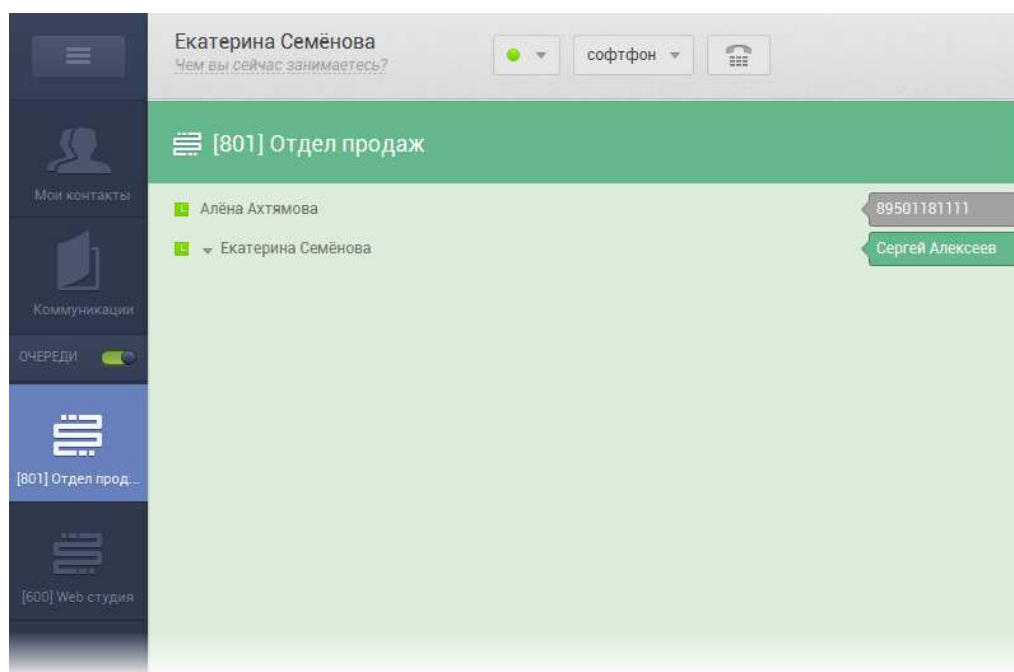 Екатерина Семёнова
Чем вы сейчас занимаетесь?
софтфон
[801] Отдел продаж
Мои контакты
Алёна Ахтямова
89501181111
Екатерина Семёнова
Сергей Алексеев
Коммуникации
ОЧЕРЕДИ
[801] Отдел прод...
[600] Web студия